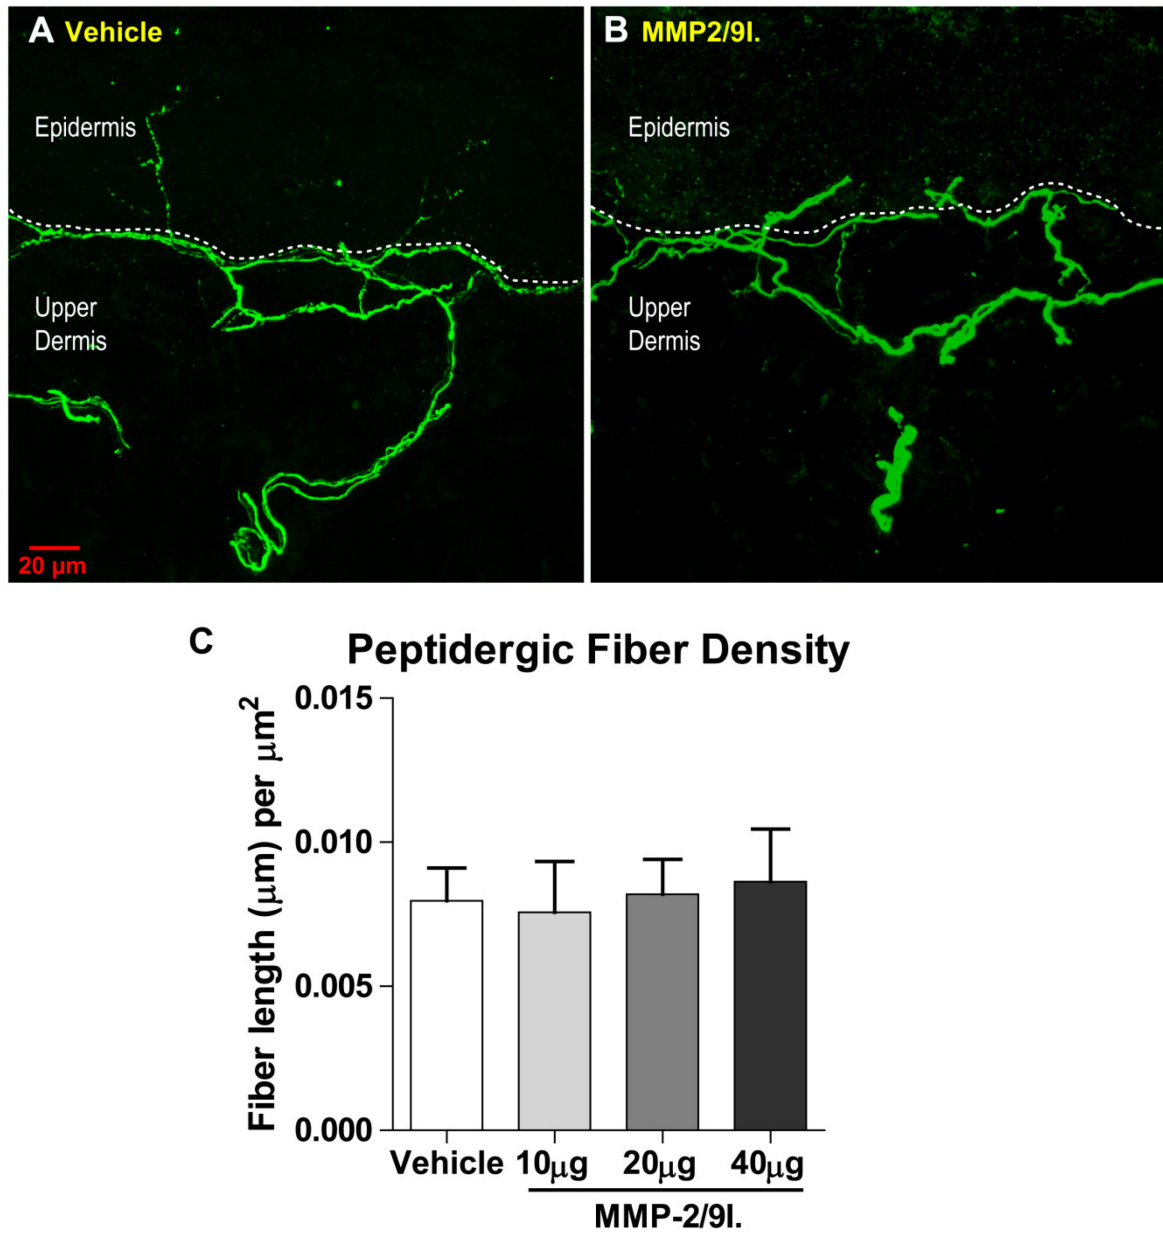 A Vehicle
B MMP2/9I.
Epidermis
Epidermis
Upper
Dermis
Upper
Dermis
20 µm
C
Peptidergic Fiber Density
Fiber length (µm) per µm²
0.015
0.010
0.005
0.000
Vehicle 10µg 20µg 40µg
MMP-2/9I.